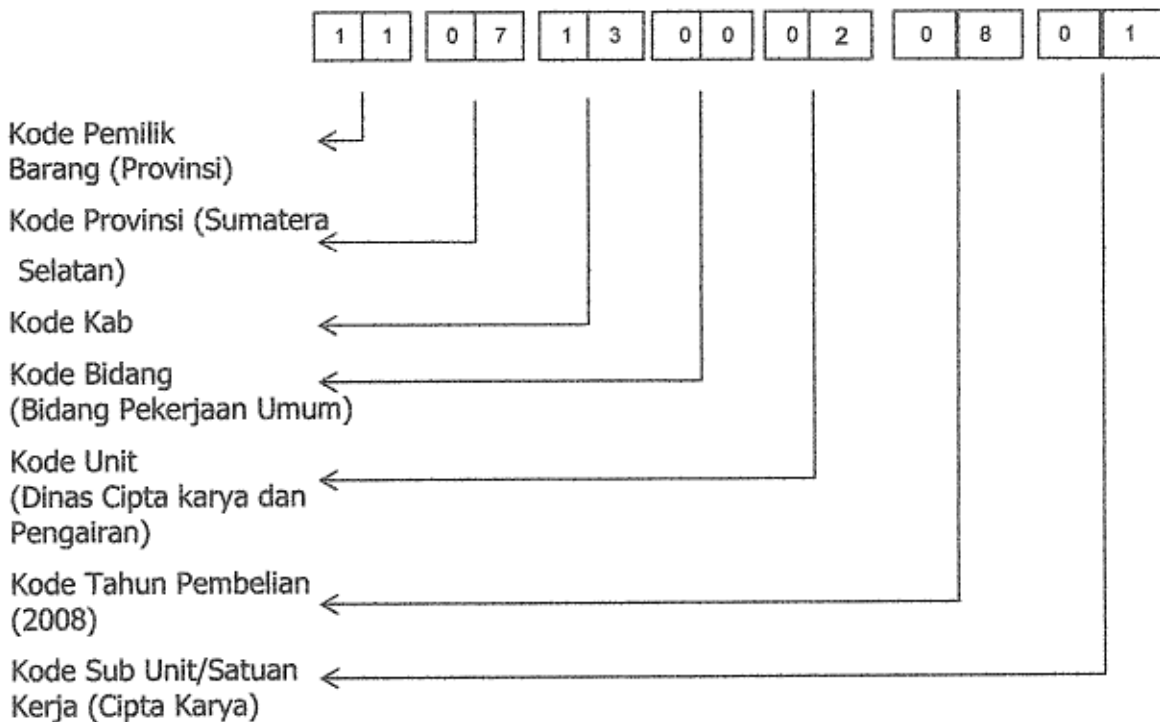 1 1 0 7 1 3 0 0 0 2 0 8 0 1
Kode Pemilik
Barang (Provinsi)
Kode Provinsi (Sumatera
Selatan)
Kode Kab
Kode Bidang
(Bidang Pekerjaan Umum)
Kode Unit
(Dinas Cipta karya dan
Pengairan)
Kode Tahun Pembelian
(2008)
Kode Sub Unit/Satuan
Kerja (Cipta Karya)